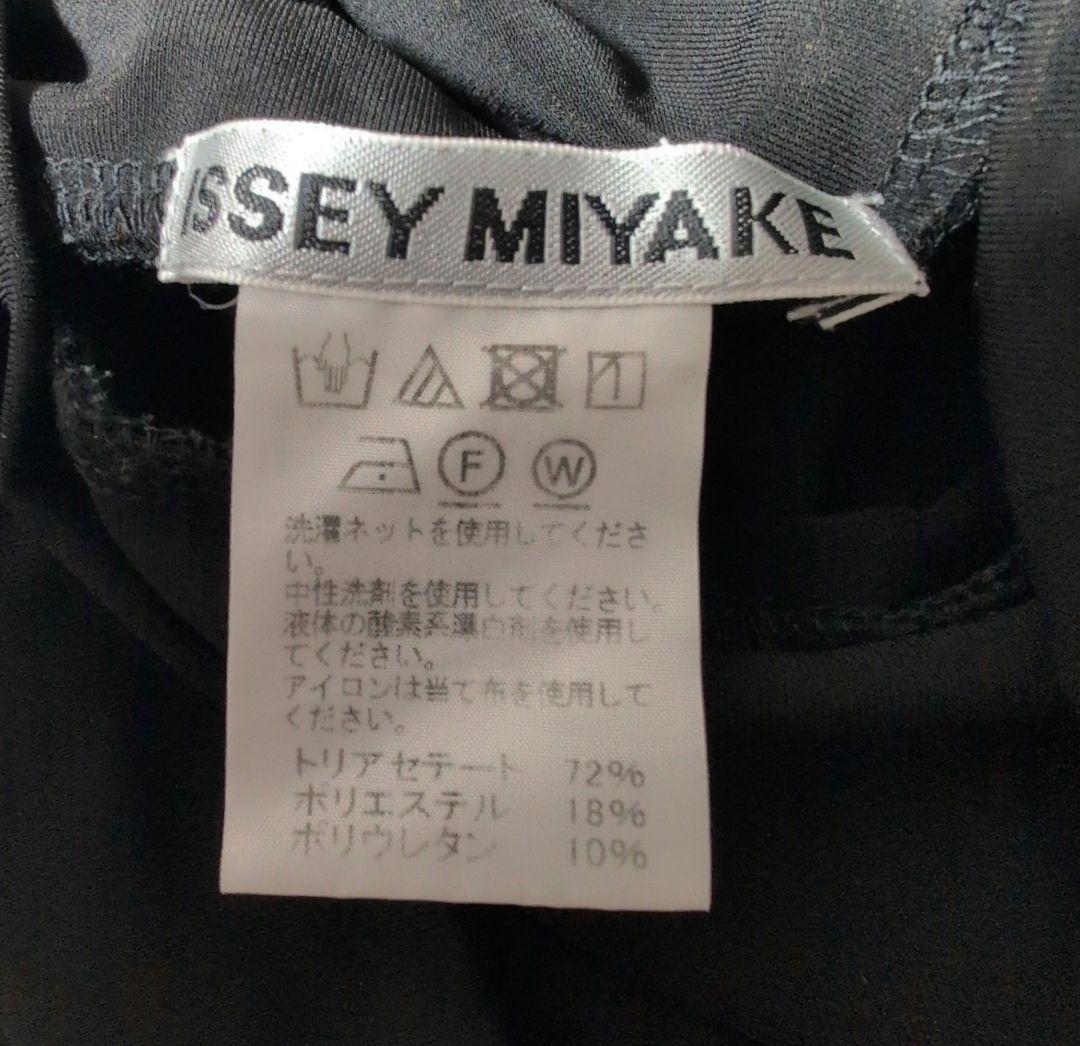 ISSEY MIYAKE
F W
洗濯ネットを使用してくださ
い。
中性洗剤を使用してください。
液体の酸素系漂白剤を使用し
てください。
アイロンは当て布を使用して
ください。
トリアセテート 72%
ポリエステル 18%
ポリウレタン 10%